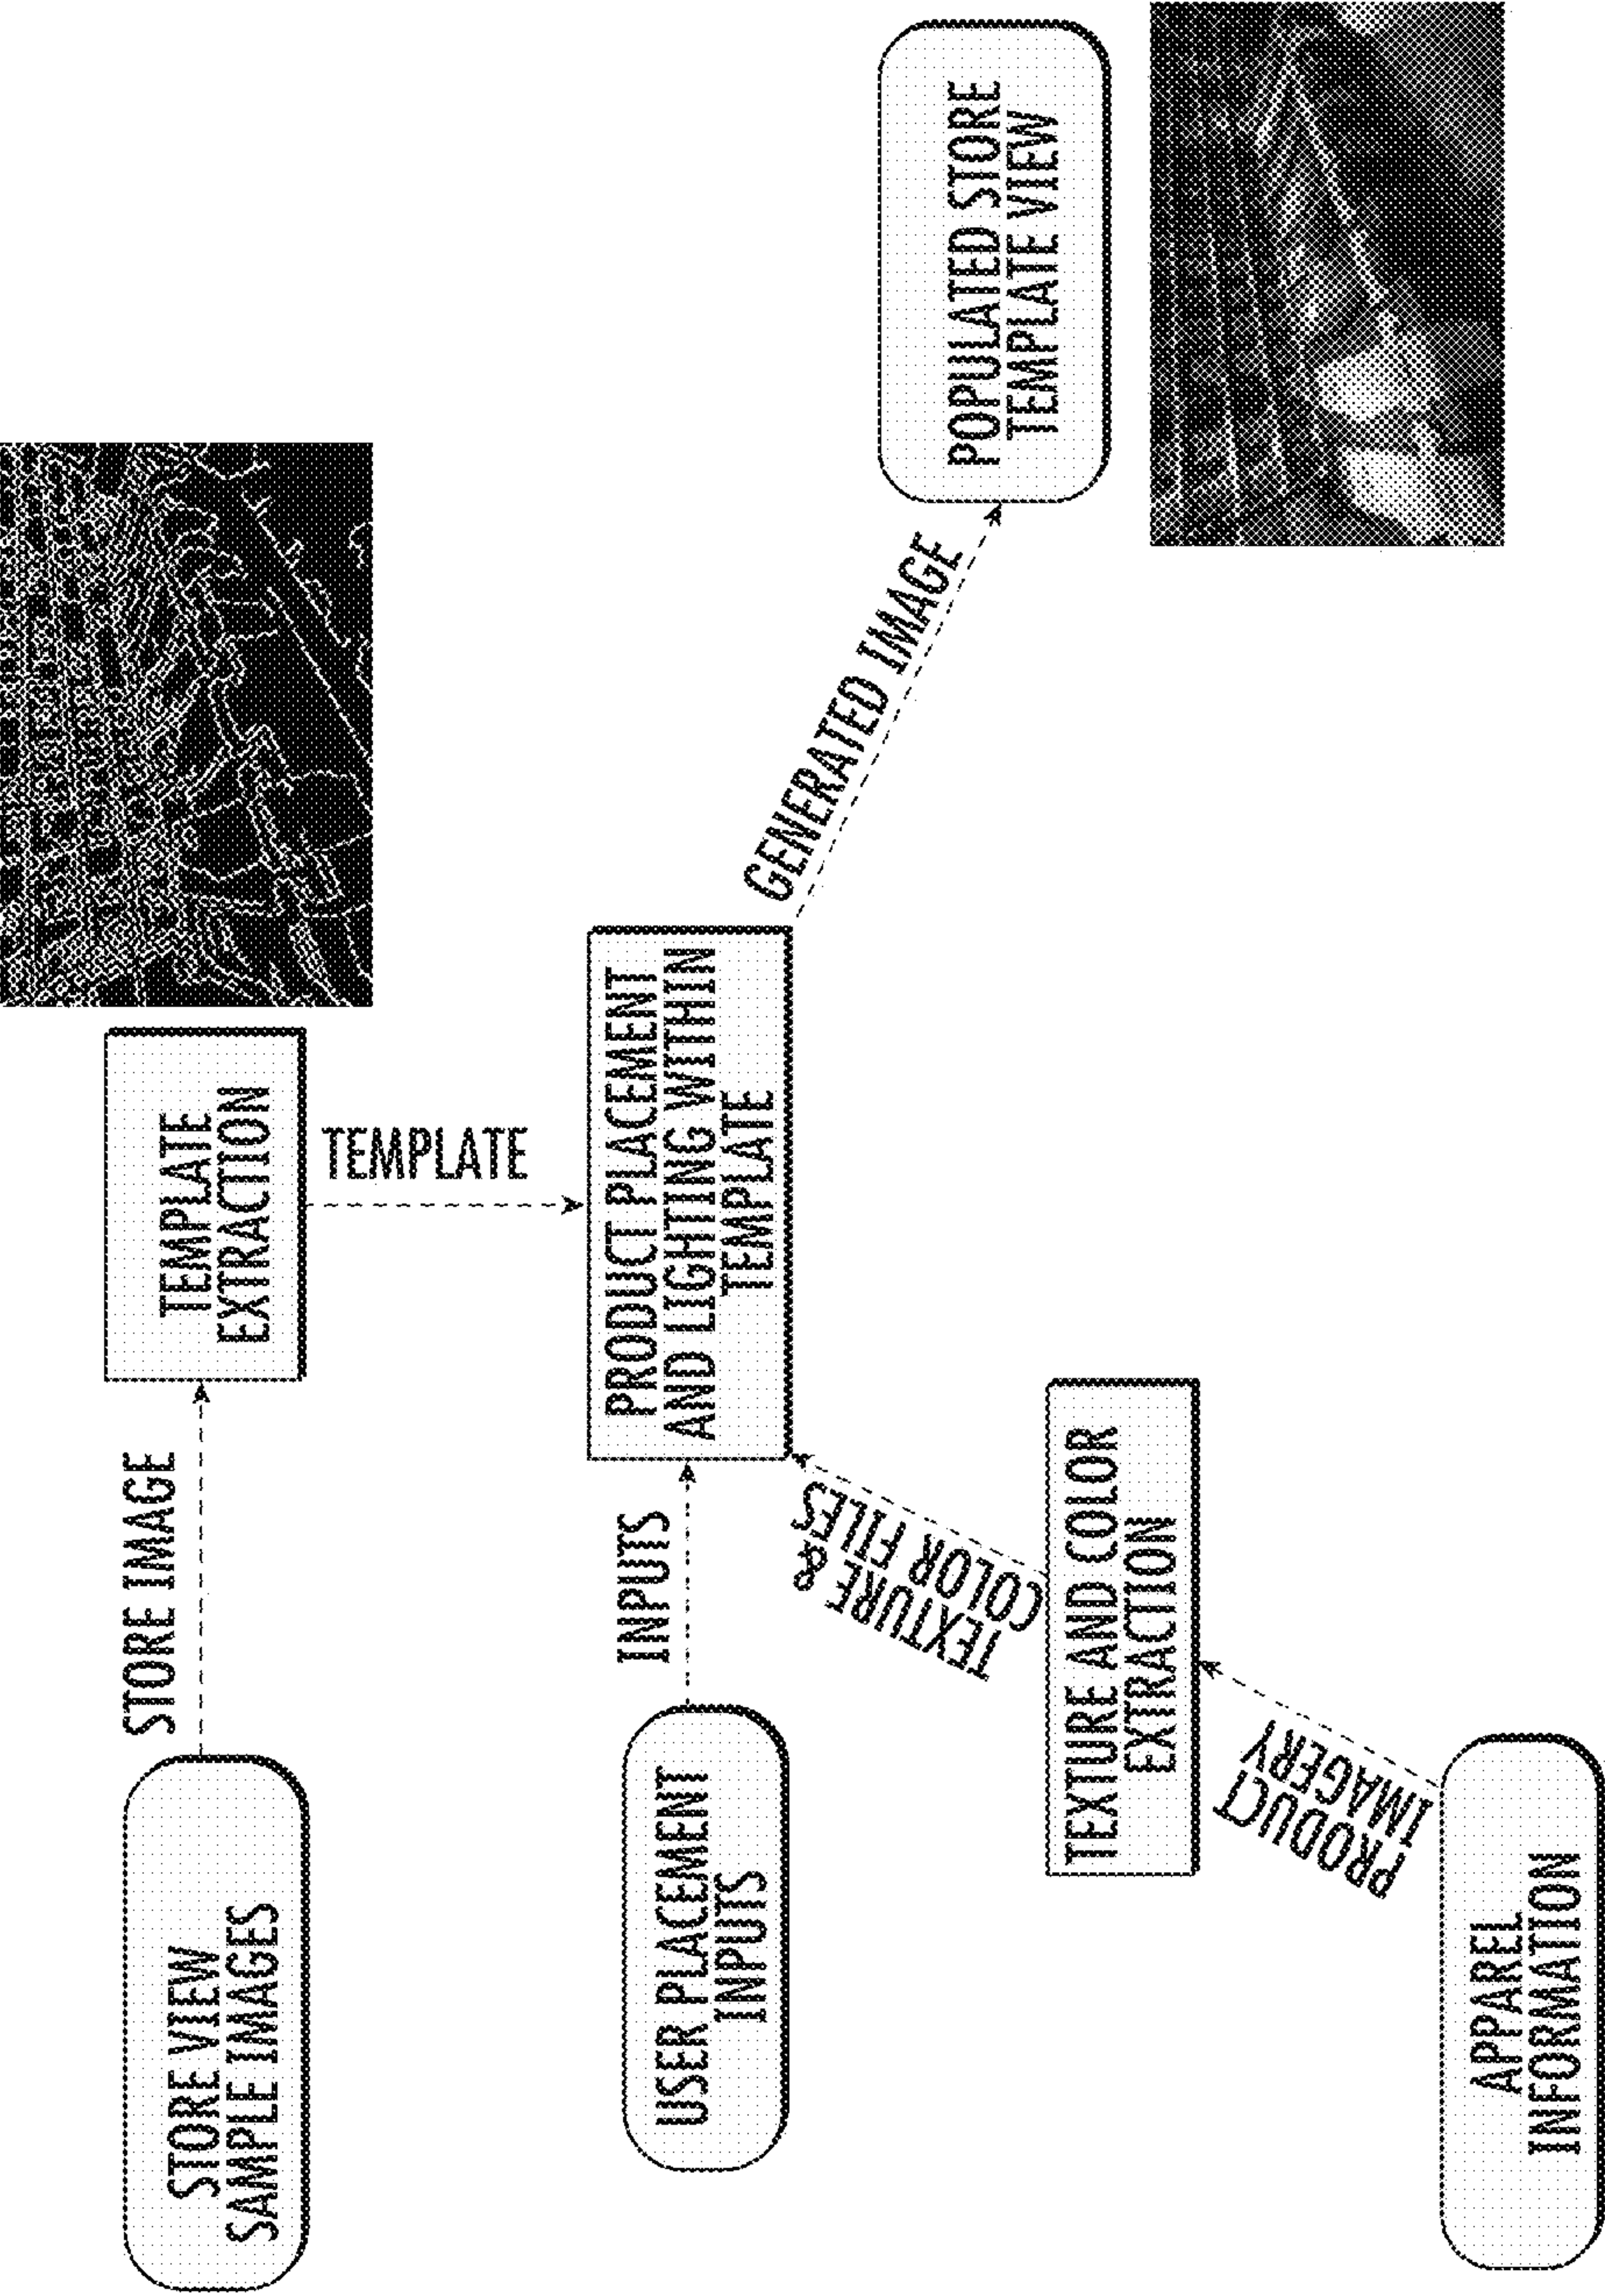 STORE VIEW
SAMPLE IMAGES
STORE IMAGE
TEMPLATE
EXTRACTION
TEMPLATE
USER PLACEMENT
INPUTS
INPUTS
PRODUCT PLACEMENT
AND LIGHTING WITHIN
TEMPLATE
GENERATED IMAGE
POPULATED STORE
TEMPLATE VIEW
TEXTURE &
COLOR FILES
TEXTURE AND COLOR
EXTRACTION
PRODUCT
IMAGERY
APPAREL
INFORMATION